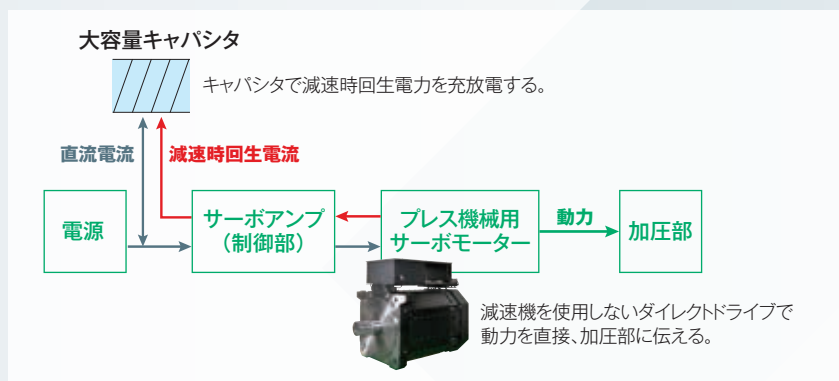 大容量キャパシタ
キャパシタで減速時回生電力を充放電する。
直流電流
減速時回生電流
電源
サーボアンプ
（制御部）
プレス機械用
サーボモーター
動力
加圧部
減速機を使用しないダイレクトドライブで
動力を直接、加圧部に伝える。